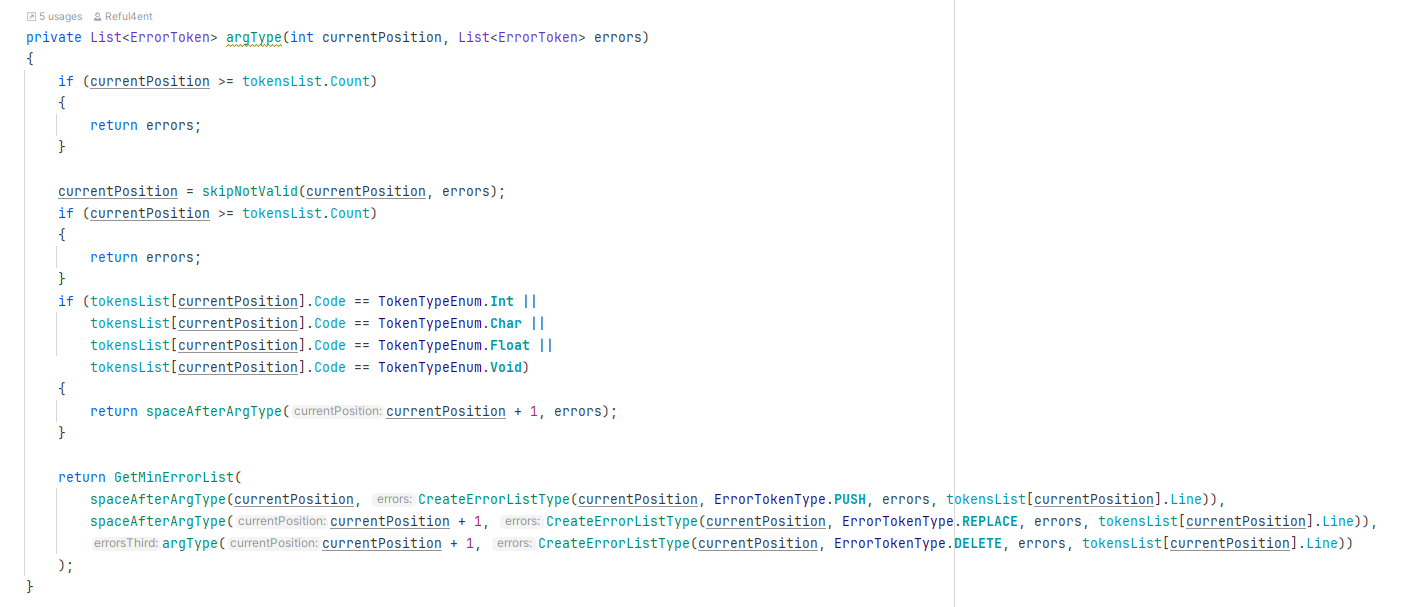 5 usages Reful4ent
private List<ErrorToken> argType(int currentPosition, List<ErrorToken> errors)
{
    if (currentPosition >= tokensList.Count)
    {
        return errors;
    }

    currentPosition = skipNotValid(currentPosition, errors);
    if (currentPosition >= tokensList.Count)
    {
        return errors;
    }
    if (tokensList[currentPosition].Code == TokenTypeEnum.Int ||
        tokensList[currentPosition].Code == TokenTypeEnum.Char ||
        tokensList[currentPosition].Code == TokenTypeEnum.Float ||
        tokensList[currentPosition].Code == TokenTypeEnum.Void)
    {
        return spaceAfterArgType( currentPosition: currentPosition + 1, errors);
    }

    return GetMinErrorList(
        spaceAfterArgType(currentPosition, errors: CreateErrorListType(currentPosition, ErrorTokenType.PUSH, errors, tokensList[currentPosition].Line)),
        spaceAfterArgType( currentPosition: currentPosition + 1, errors: CreateErrorListType(currentPosition, ErrorTokenType.REPLACE, errors, tokensList[currentPosition].Line)),
        errorsThird: argType( currentPosition: currentPosition + 1, errors: CreateErrorListType(currentPosition, ErrorTokenType.DELETE, errors, tokensList[currentPosition].Line))
    );
}